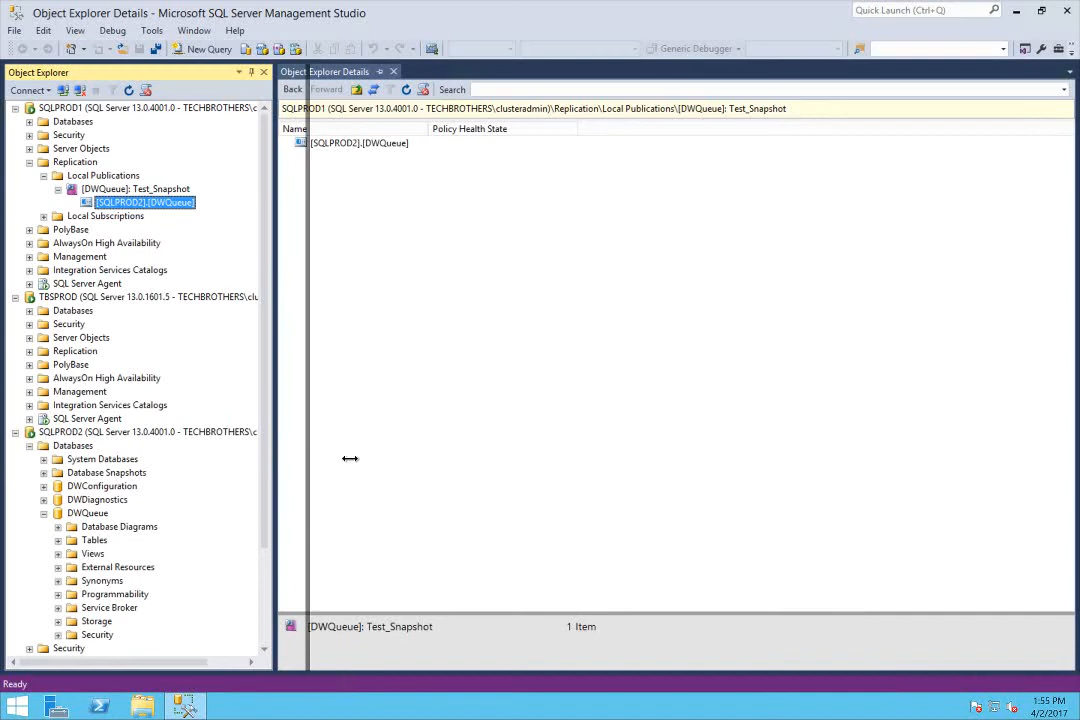 Object Explorer Details - Microsoft SQL Server Management Studio
Quick Launch (Ctrl+Q)
File Edit View Debug Tools Window Help
New Query
Generic Debugger
Object Explorer
Object Explorer Details
Connect
Back Forward
Search
SQLPROD1 (SQL Server 13.0.4001.0 - TECHBROTHERS\clusteradmin)\Replication\Local Publications\[DWQueue]: Test_Snapshot
Name
Policy Health State
[SQLPROD2].[DWQueue]
SQLPROD1 (SQL Server 13.0.4001.0 - TECHBROTHERS\c
Databases
Security
Server Objects
Replication
Local Publications
[DWQueue]: Test_Snapshot
[SQLPROD2].[DWQueue]
Local Subscriptions
PolyBase
AlwaysOn High Availability
Management
Integration Services Catalogs
SQL Server Agent
TBSPROD (SQL Server 13.0.1601.5 - TECHBROTHERS\clu
Databases
Security
Server Objects
Replication
PolyBase
AlwaysOn High Availability
Management
Integration Services Catalogs
SQL Server Agent
SQLPROD2 (SQL Server 13.0.4001.0 - TECHBROTHERS\c
Databases
System Databases
Database Snapshots
DWConfiguration
DWDiagnostics
DWQueue
Database Diagrams
Tables
Views
External Resources
Synonyms
Programmability
Service Broker
Storage
Security
Security
[DWQueue]: Test_Snapshot
1 Item
Ready
1:55 PM
4/2/2017